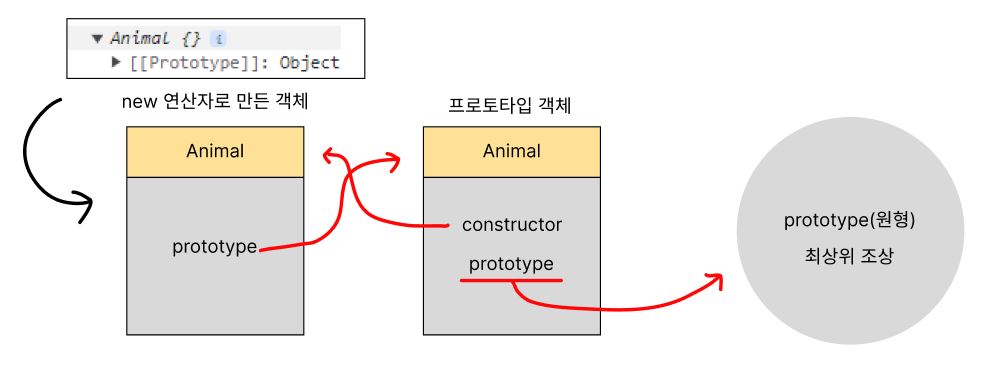 ▼ Animal {} i
▶ [[Prototype]]: Object
new 연산자로 만든 객체
Animal
prototype
프로토타입 객체
Animal
constructor
prototype
prototype(원형)
최상위 조상